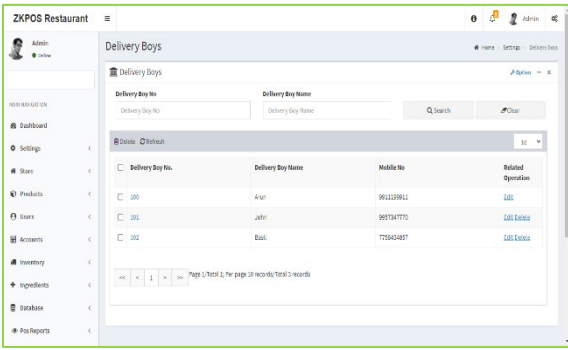 ZKPOS Restaurant
Admin
Admin
Online
Delivery Boys
Home Settings Delivery Boys
Delivery Boys
Option
MAIN NAVIGATION
Delivery Boy No
Delivery Boy Name
Delivery Boy No
Delivery Boy Name
Search
Clear
Dashboard
Settings
Store
Products
Users
Accounts
Inventory
Ingredients
Database
Pos Reports
Delete Refresh
10
Delivery Boy No.
Delivery Boy Name
Mobile No
Related
Operation
100
Arun
Edit
101
John
Edit Delete
102
Basil
Edit Delete
<< < 1 > >> Page 1/Total 1; Per page 10 records/Total 3 records